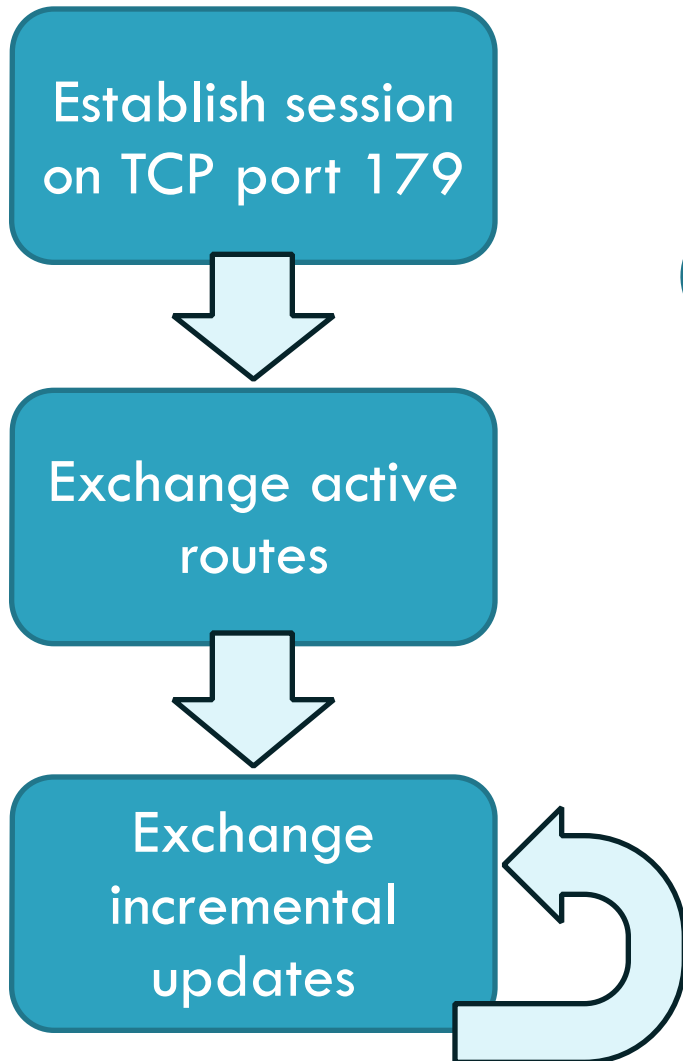 Establish session
on TCP port 179
Exchange active
routes
Exchange
incremental
updates